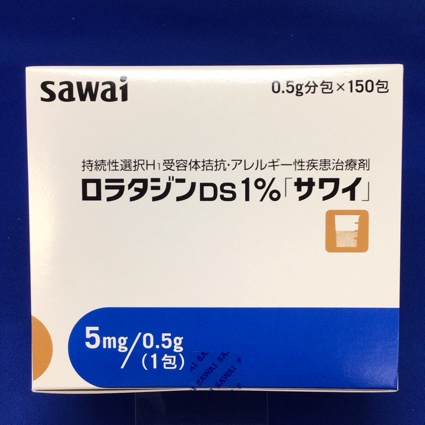 sawai
0.5g分包×150包
持続性選択H1受容体拮抗・アレルギー性疾患治療剤
ロラタジンDS1%「サワイ」
5mg/0.5g
(1包)
SAWAI
SAWAI